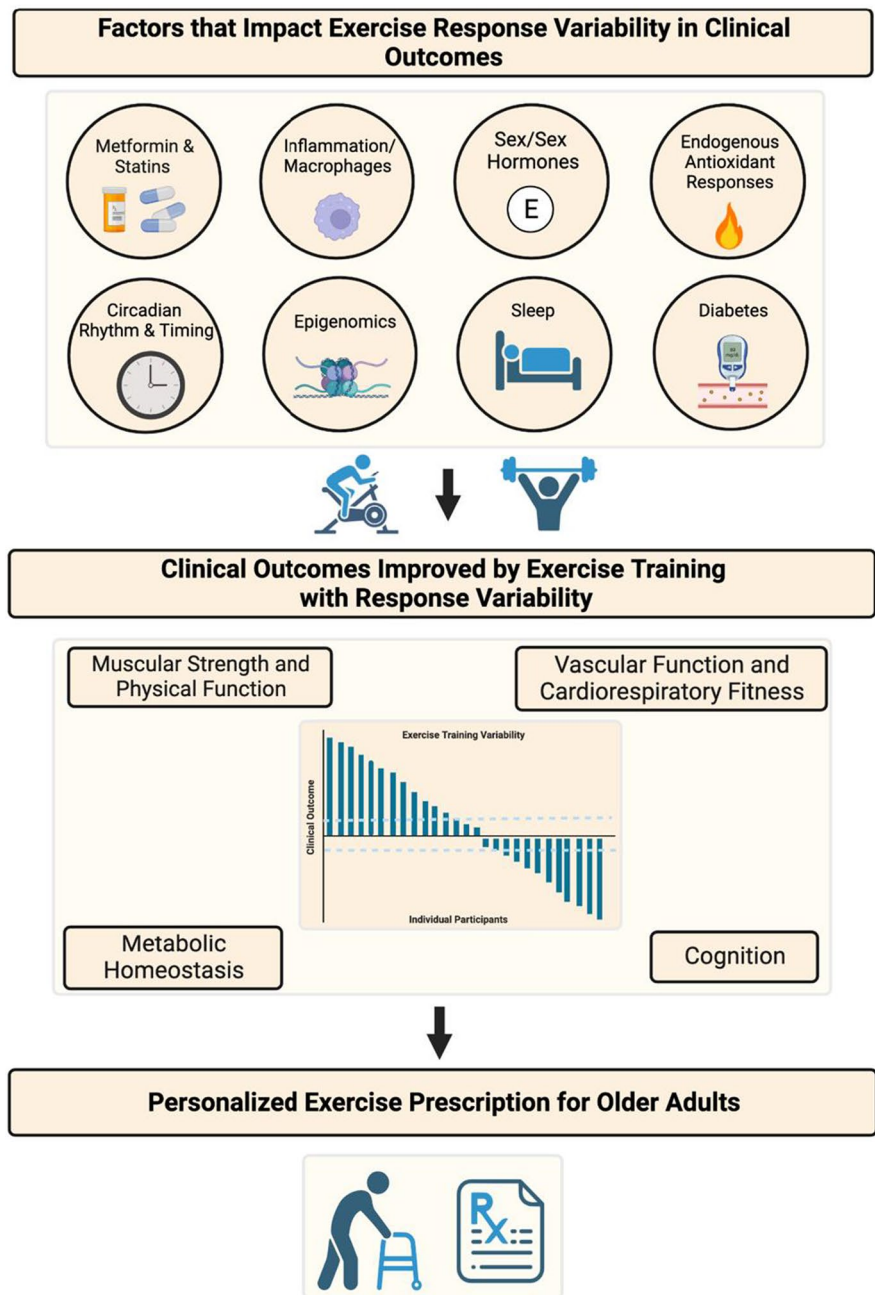 Factors that Impact Exercise Response Variability in Clinical
Outcomes
Metformin &
Statins
Inflammation/
Macrophages
Sex/Sex
Hormones
E
Endogenous
Antioxidant
Responses
Circadian
Rhythm & Timing
Epigenomics
Sleep
Diabetes
Clinical Outcomes Improved by Exercise Training
with Response Variability
Muscular Strength and
Physical Function
Vascular Function and
Cardiorespiratory Fitness
Exercise Training Variability
Clinical Outcome
Individual Participants
Metabolic
Homeostasis
Cognition
Personalized Exercise Prescription for Older Adults
Rx